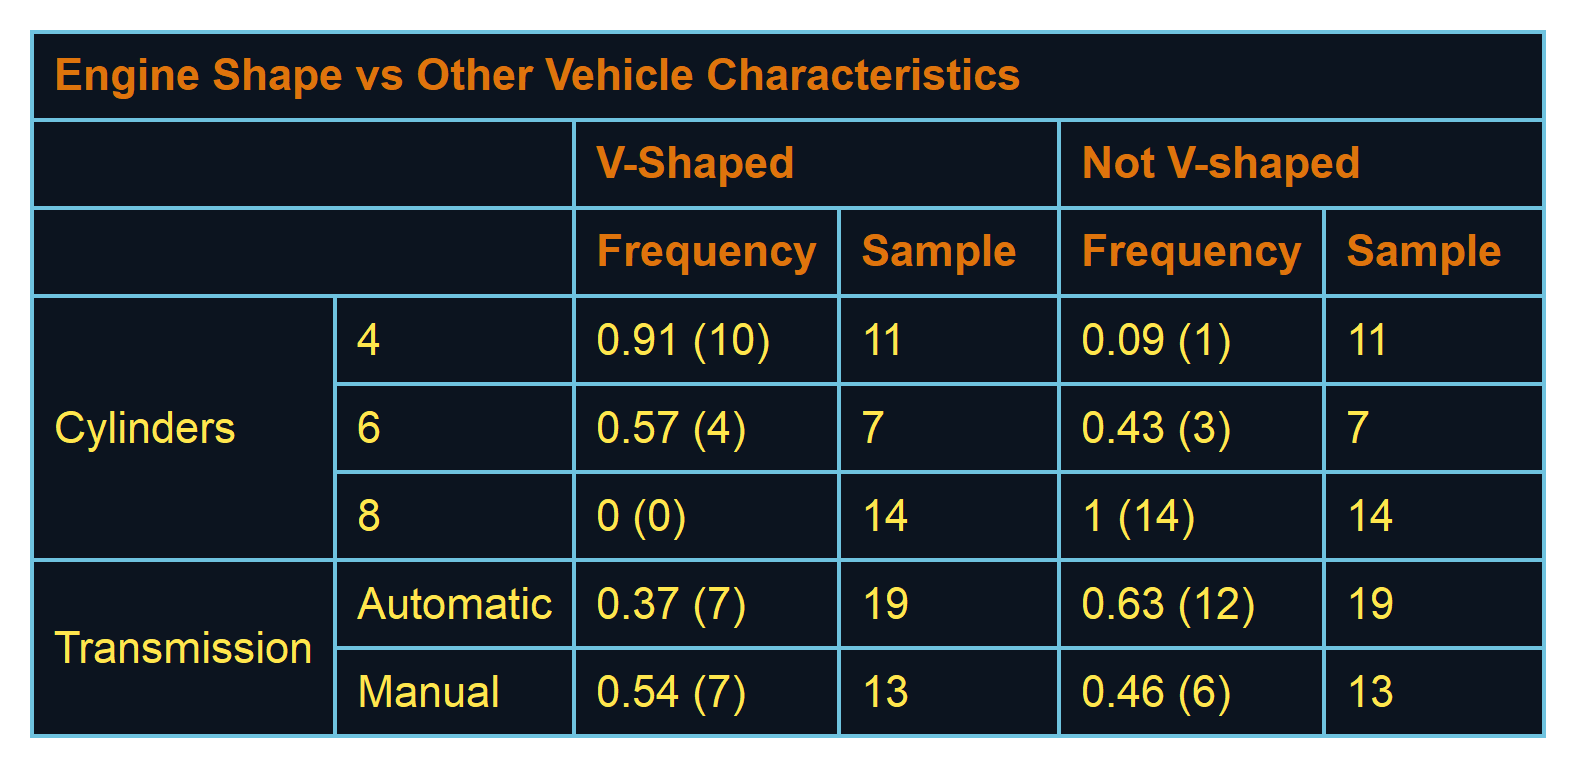 Engine Shape vs Other Vehicle Characteristics
V-Shaped Not V-shaped
Frequency Sample Frequency Sample
Cylinders 4 0.91 (10) 11 0.09 (1) 11
6 0.57 (4) 7 0.43 (3) 7
8 0 (0) 14 1 (14) 14
Transmission Automatic 0.37 (7) 19 0.63 (12) 19
Manual 0.54 (7) 13 0.46 (6) 13